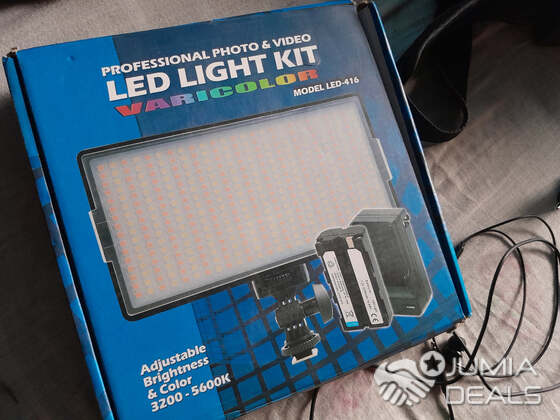 PROFESSIONAL PHOTO & VIDEO
LED LIGHT KIT
VARICOLOR
MODEL LED-416
Adjustable
Brightness
& Color
3200 - 5600K
JUMIA
DEALS